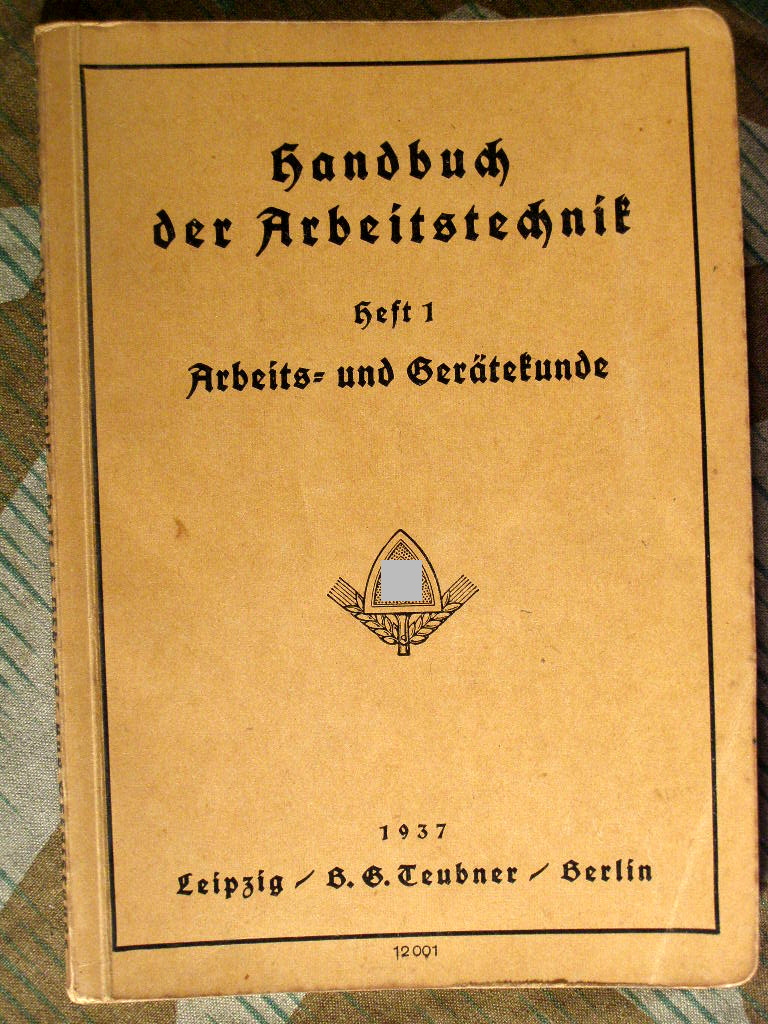 Handbuch
der Arbeitstechnik
Heft 1
Arbeits- und Gerätekunde
1937
Leipzig / B. G. Teubner / Berlin
12001